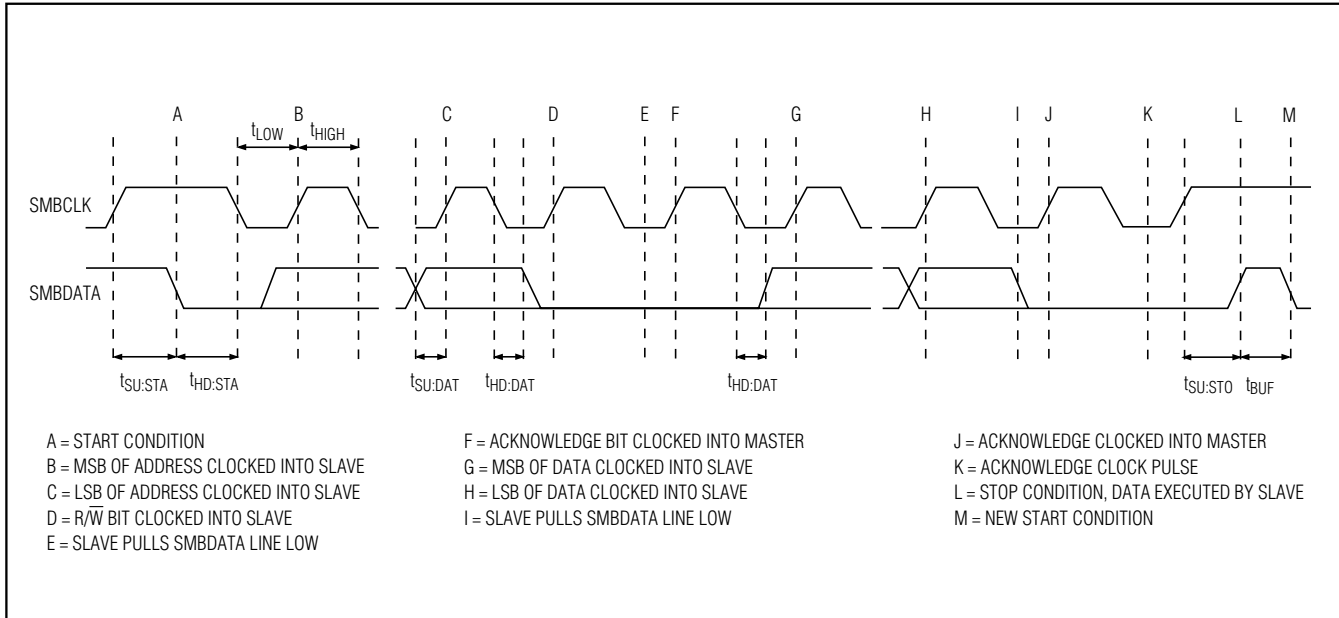 A B C D E F G H I J K L M
tLOW tHIGH
SMBCLK
SMBDATA
tSU:STA tHD:STA tSU:DAT tHD:DAT tHD:DAT tSU:STO tBUF
A = START CONDITION
B = MSB OF ADDRESS CLOCKED INTO SLAVE
C = LSB OF ADDRESS CLOCKED INTO SLAVE
D = R/W̅ BIT CLOCKED INTO SLAVE
E = SLAVE PULLS SMBDATA LINE LOW
F = ACKNOWLEDGE BIT CLOCKED INTO MASTER
G = MSB OF DATA CLOCKED INTO SLAVE
H = LSB OF DATA CLOCKED INTO SLAVE
I = SLAVE PULLS SMBDATA LINE LOW
J = ACKNOWLEDGE CLOCKED INTO MASTER
K = ACKNOWLEDGE CLOCK PULSE
L = STOP CONDITION, DATA EXECUTED BY SLAVE
M = NEW START CONDITION